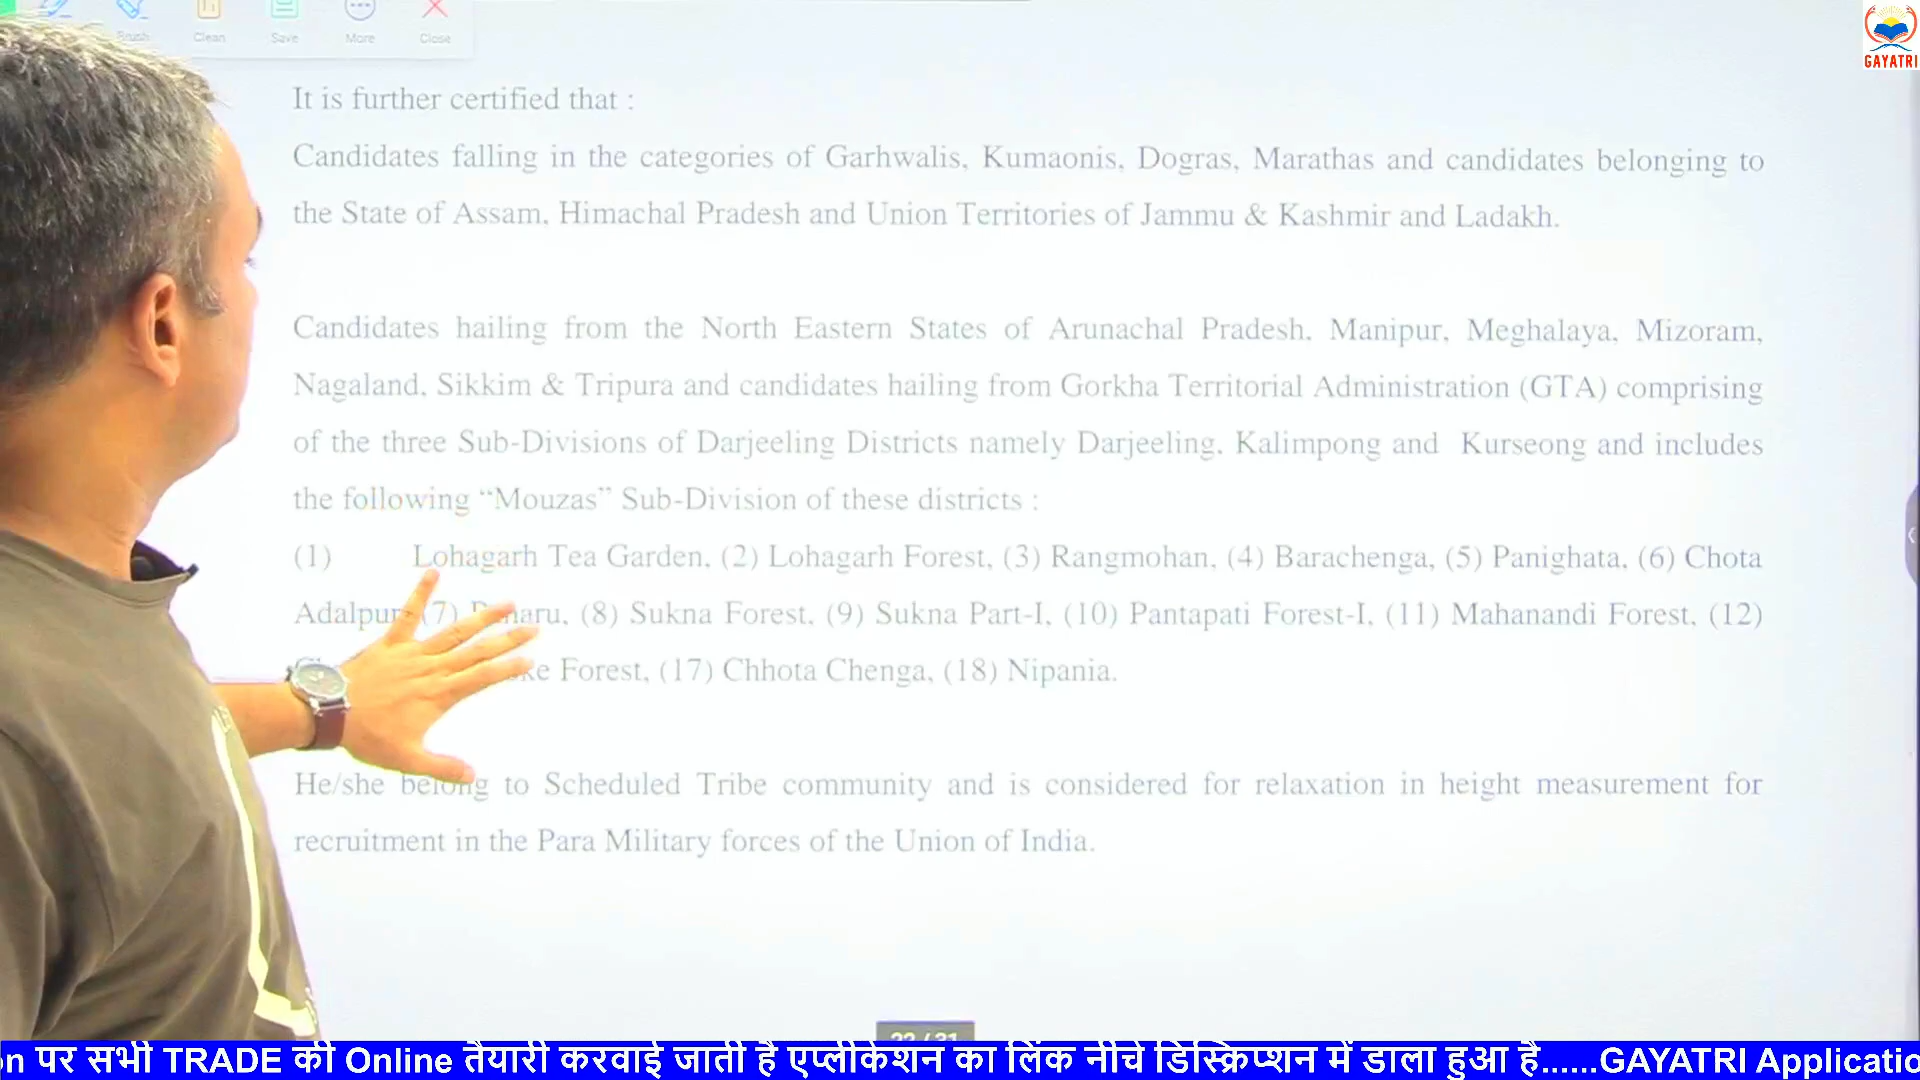 Brush Clean Save More Close
GAYATRI
It is further certified that :
Candidates falling in the categories of Garhwalis, Kumaonis, Dogras, Marathas and candidates belonging to
the State of Assam, Himachal Pradesh and Union Territories of Jammu & Kashmir and Ladakh.
Candidates hailing from the North Eastern States of Arunachal Pradesh, Manipur, Meghalaya, Mizoram,
Nagaland, Sikkim & Tripura and candidates hailing from Gorkha Territorial Administration (GTA) comprising
of the three Sub-Divisions of Darjeeling Districts namely Darjeeling, Kalimpong and Kurseong and includes
the following “Mouzas” Sub-Division of these districts :
(1) Lohagarh Tea Garden, (2) Lohagarh Forest, (3) Rangmohan, (4) Barachenga, (5) Panighata, (6) Chota
Adalpur (7) (8) Sukna Forest, (9) Sukna Part-I, (10) Pantapati Forest-I, (11) Mahanandi Forest, (12)
Forest, (17) Chhota Chenga, (18) Nipania.
He/she belong to Scheduled Tribe community and is considered for relaxation in height measurement for
recruitment in the Para Military forces of the Union of India.
पर सभी TRADE की Online तैयारी करवाई जाती है एप्लीकेशन का लिंक नीचे डिस्क्रिप्शन में डाला हुआ है......GAYATRI